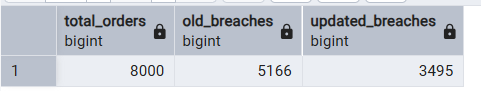 total_orders old_breaches updated_breaches
bigint bigint bigint
1 8000 5166 3495